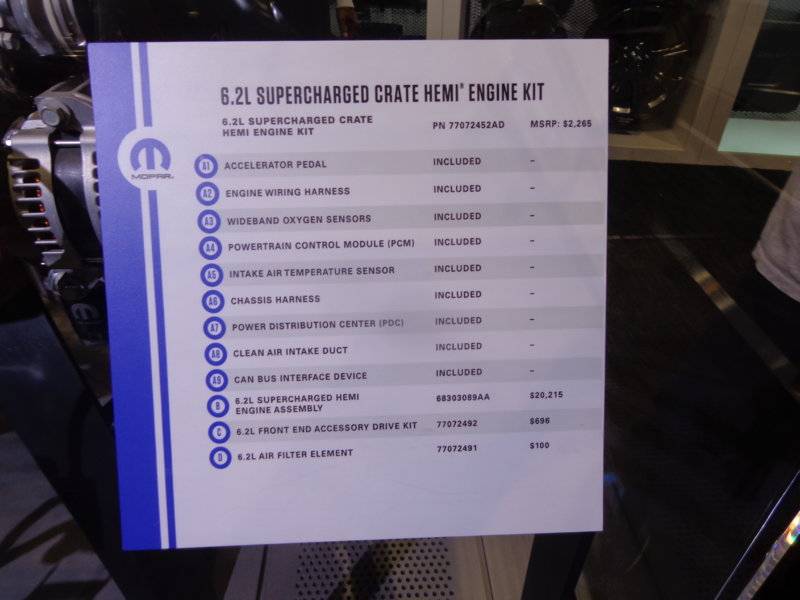 6.2L SUPERCHARGED CRATE HEMI® ENGINE KIT
6.2L SUPERCHARGED CRATE
HEMI ENGINE KIT PN 77072452AD MSRP: $2,265
MOPAR®
A1 ACCELERATOR PEDAL INCLUDED –
A2 ENGINE WIRING HARNESS INCLUDED –
A3 WIDEBAND OXYGEN SENSORS INCLUDED –
A4 POWERTRAIN CONTROL MODULE (PCM) INCLUDED –
A5 INTAKE AIR TEMPERATURE SENSOR INCLUDED –
A6 CHASSIS HARNESS INCLUDED –
A7 POWER DISTRIBUTION CENTER (PDC) INCLUDED –
A8 CLEAN AIR INTAKE DUCT INCLUDED –
A9 CAN BUS INTERFACE DEVICE INCLUDED –
B 6.2L SUPERCHARGED HEMI
ENGINE ASSEMBLY 68303089AA $20,215
C 6.2L FRONT END ACCESSORY DRIVE KIT 77072492 $696
D 6.2L AIR FILTER ELEMENT 77072491 $100